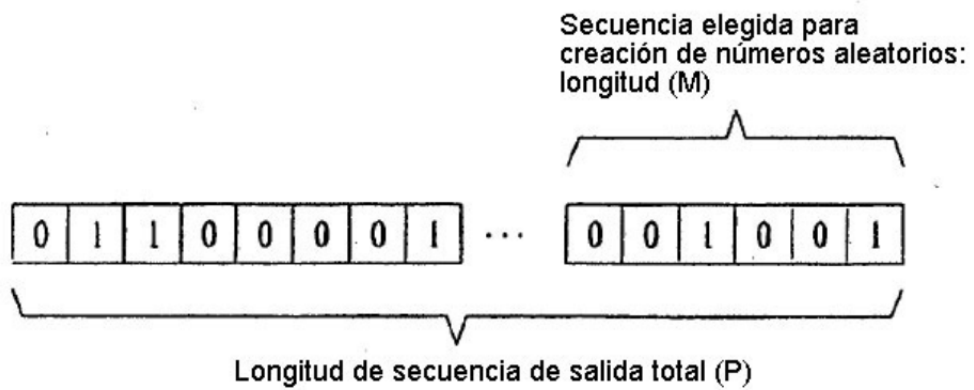 Secuencia elegida para
creación de números aleatorios:
longitud (M)
0 1 1 0 0 0 0 1 ... 0 0 1 0 0 1
Longitud de secuencia de salida total (P)